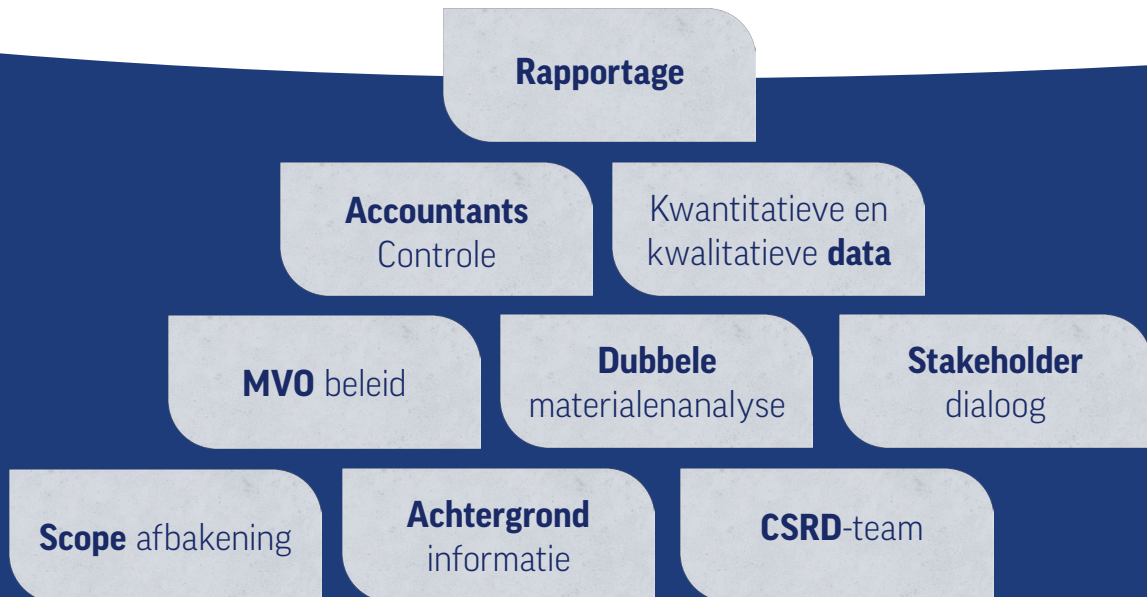 Rapportage
Accountants
Controle
Kwantitatieve en
kwalitatieve data
MVO beleid
Dubbele
materialenanalyse
Stakeholder
dialoog
Scope afbakening
Achtergrond
informatie
CSRD-team